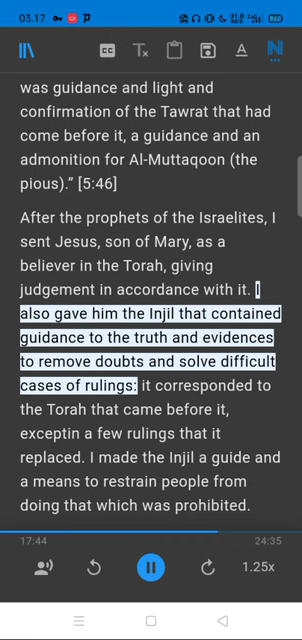 03.17
was guidance and light and
confirmation of the Tawrat that had
come before it, a guidance and an
admonition for Al-Muttaqoon (the
pious).” [5:46]
After the prophets of the Israelites, I
sent Jesus, son of Mary, as a
believer in the Torah, giving
judgement in accordance with it. I
also gave him the Injil that contained
guidance to the truth and evidences
to remove doubts and solve difficult
cases of rulings: it corresponded to
the Torah that came before it,
exceptin a few rulings that it
replaced. I made the Injil a guide and
a means to restrain people from
doing that which was prohibited.
17:44
24:35
1.25x